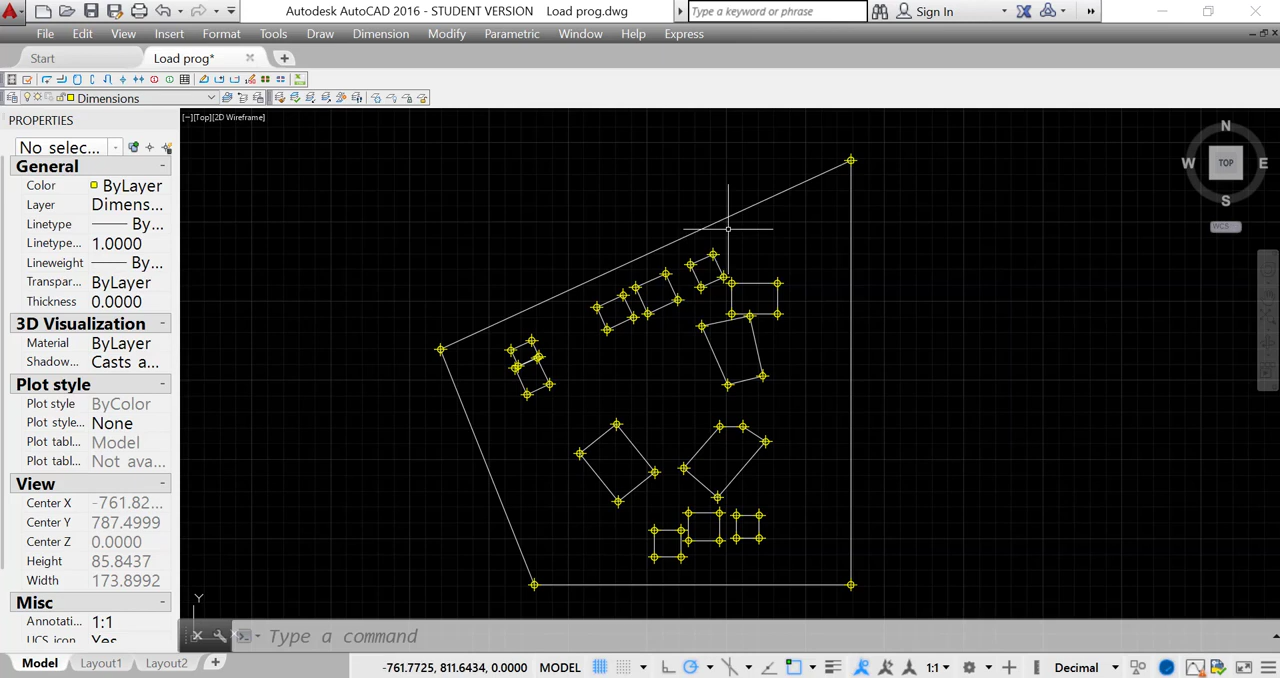 Autodesk AutoCAD 2016 - STUDENT VERSION Load prog.dwg
Type a keyword or phrase
Sign In
File Edit View Insert Format Tools Draw Dimension Modify Parametric Window Help Express
Start
Load prog*
Dimensions
PROPERTIES
[-][Top][2D Wireframe]
No selec...
General
Color ByLayer
Layer Dimens...
Linetype By...
Linetype... 1.0000
Lineweight By...
Transpar... ByLayer
Thickness 0.0000
3D Visualization
Material ByLayer
Shadow... Casts a...
Plot style
Plot style ByColor
Plot style... None
Plot tabl... Model
Plot tabl... Not ava...
View
Center X -761.82...
Center Y 787.4999
Center Z 0.0000
Height 85.8437
Width 173.8992
Misc
Annotati... 1:1
UCS icon... Yes
N
W TOP E
S
WCS
Y
Type a command
Model Layout1 Layout2
-761.7725, 811.6434, 0.0000 MODEL 1:1 Decimal